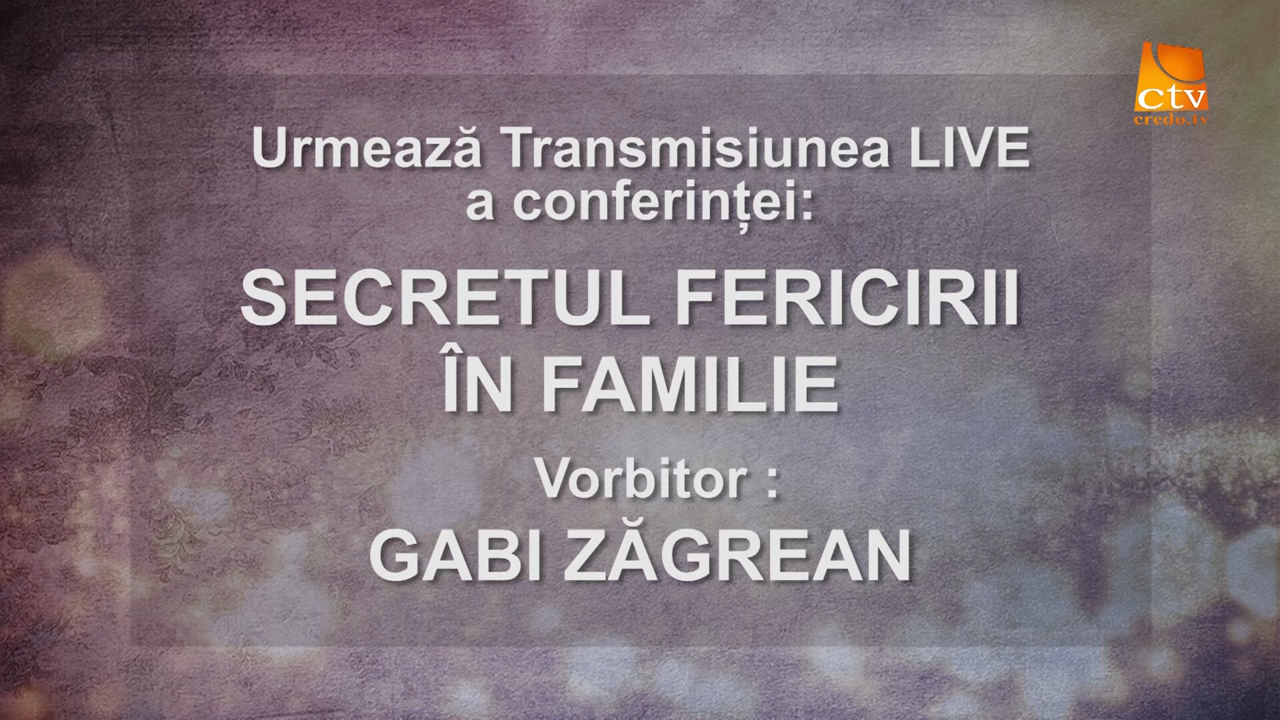 ctv
credo.tv
Urmează Transmisiunea LIVE
a conferinței:
SECRETUL FERICIRII
ÎN FAMILIE
Vorbitor :
GABI ZĂGREAN